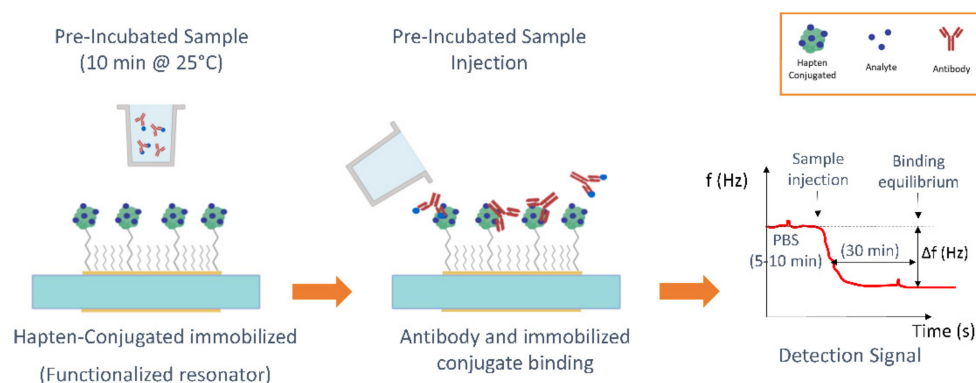 Pre-Incubated Sample
(10 min @ 25°C)
Pre-Incubated Sample
Injection
Hapten
Conjugated
Analyte
Antibody
f (Hz)
Sample
injection
Binding
equilibrium
PBS
(5-10 min)
(30 min)
Δf (Hz)
Time (s)
Hapten-Conjugated immobilized
(Functionalized resonator)
Antibody and immobilized
conjugate binding
Detection Signal